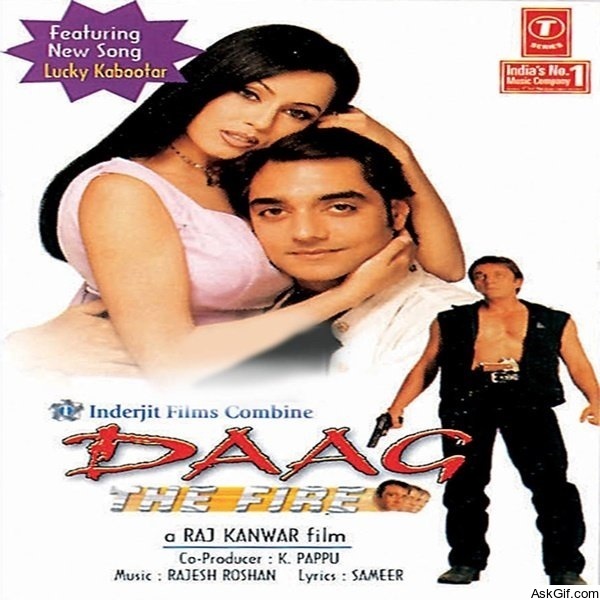 Featuring
New Song
Lucky Kabootar
T
SERIES
India's No.1
Music Company
Inderjit Films Combine
DAAG
THE FIRE
a RAJ KANWAR film
Co-Producer : K. PAPPU
Music : RAJESH ROSHAN Lyrics : SAMEER
AskGif.com